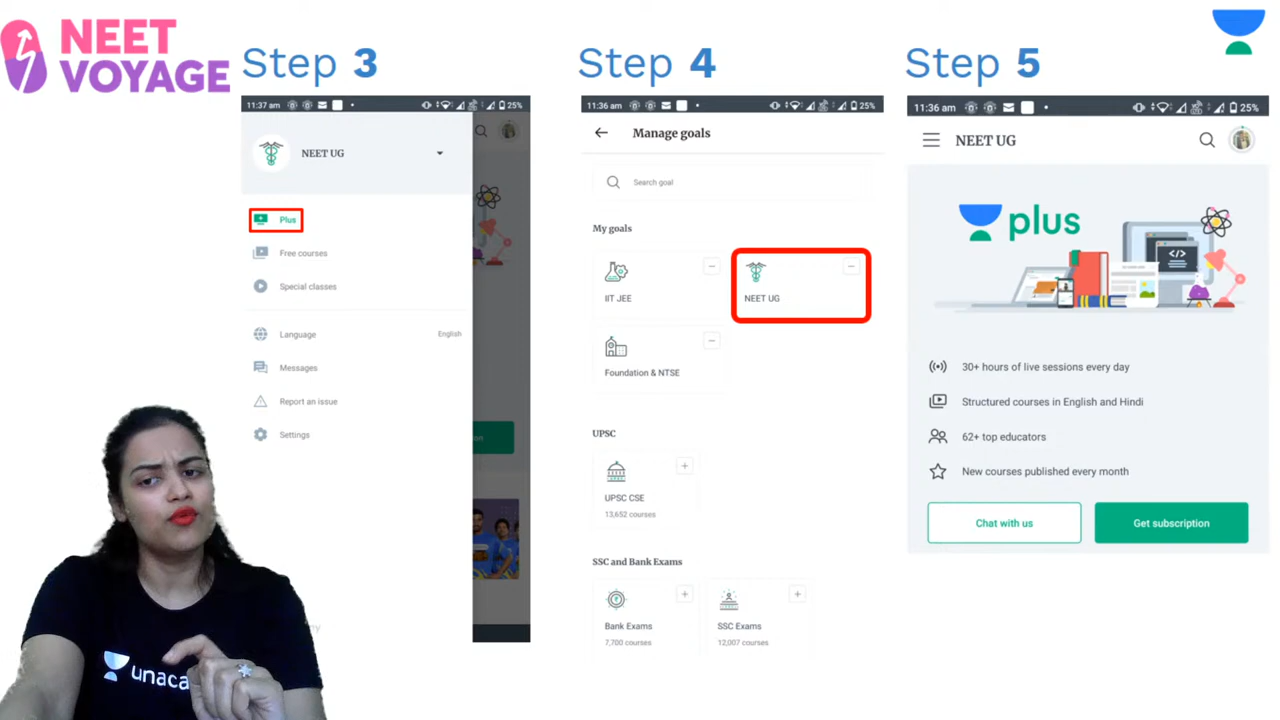 NEET
VOYAGE
Step 3
11:37 am
25%
NEET UG
Plus
Free courses
Special classes
Language English
Messages
Report an issue
Settings
unaca
Step 4
11:36 am
25%
Manage goals
Search goal
My goals
IIT JEE
NEET UG
Foundation & NTSE
UPSC
UPSC CSE
13,652 courses
SSC and Bank Exams
Bank Exams
7,700 courses
SSC Exams
12,007 courses
Step 5
11:36 am
25%
NEET UG
plus
30+ hours of live sessions every day
Structured courses in English and Hindi
62+ top educators
New courses published every month
Chat with us
Get subscription